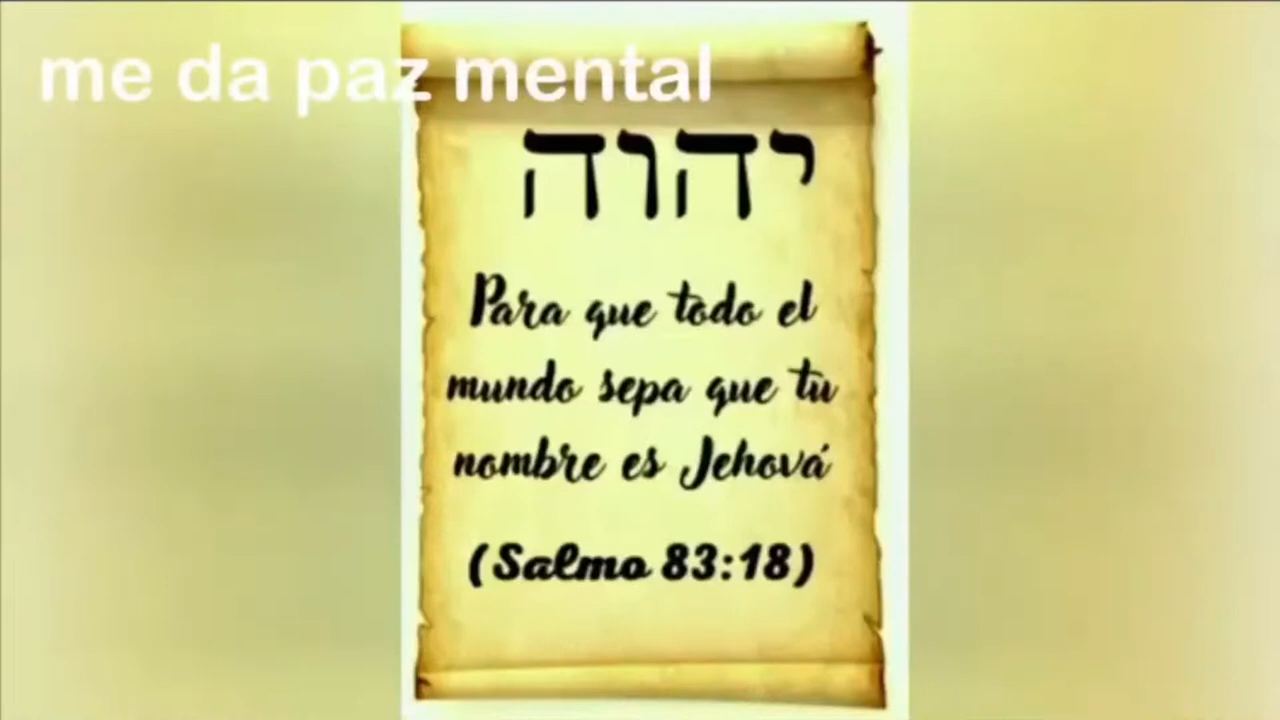 me da paz mental
יהוה
Para que todo el
mundo sepa que tu
nombre es Jehová
(Salmo 83:18)